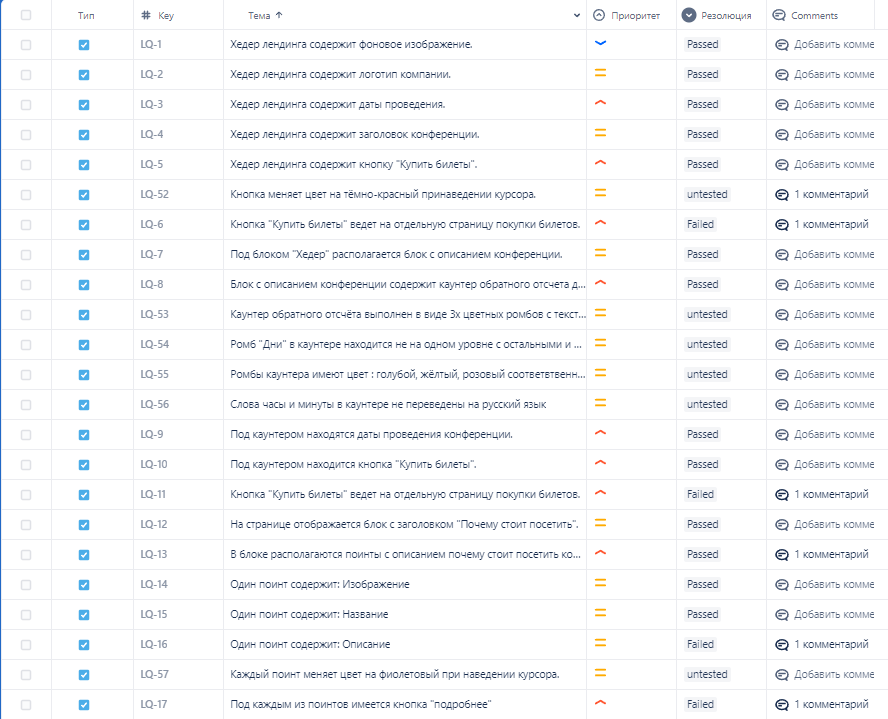 Тип # Key Тема ↑ Приоритет Резолюция Comments
LQ-1 Хедер лендинга содержит фоновое изображение. Passed Добавить комме
LQ-2 Хедер лендинга содержит логотип компании. Passed Добавить комме
LQ-3 Хедер лендинга содержит даты проведения. Passed Добавить комме
LQ-4 Хедер лендинга содержит заголовок конференции. Passed Добавить комме
LQ-5 Хедер лендинга содержит кнопку "Купить билеты". Passed Добавить комме
LQ-52 Кнопка меняет цвет на тёмно-красный принаведении курсора. untested 1 комментарий
LQ-6 Кнопка "Купить билеты" ведет на отдельную страницу покупки билетов. Failed 1 комментарий
LQ-7 Под блоком "Хедер" располагается блок с описанием конференции. Passed Добавить комме
LQ-8 Блок с описанием конференции содержит каунтер обратного отсчета д... Passed Добавить комме
LQ-53 Каунтер обратного отсчёта выполнен в виде 3х цветных ромбов с текст... untested Добавить комме
LQ-54 Ромб "Дни" в каунтере находится не на одном уровне с остальными и ... untested Добавить комме
LQ-55 Ромбы каунтера имеют цвет : голубой, жёлтый, розовый соответвтвенн... untested Добавить комме
LQ-56 Слова часы и минуты в каунтере не переведены на русский язык untested Добавить комме
LQ-9 Под каунтером находятся даты проведения конференции. Passed Добавить комме
LQ-10 Под каунтером находится кнопка "Купить билеты". Passed Добавить комме
LQ-11 Кнопка "Купить билеты" ведет на отдельную страницу покупки билетов. Failed 1 комментарий
LQ-12 На странице отображается блок с заголовком "Почему стоит посетить". Passed Добавить комме
LQ-13 В блоке располагаются поинты с описанием почему стоит посетить ко... Passed 1 комментарий
LQ-14 Один поинт содержит: Изображение Passed Добавить комме
LQ-15 Один поинт содержит: Название Passed Добавить комме
LQ-16 Один поинт содержит: Описание Failed 1 комментарий
LQ-57 Каждый поинт меняет цвет на фиолетовый при наведении курсора. untested Добавить комме
LQ-17 Под каждым из поинтов имеется кнопка "подробнее" Failed 1 комментарий